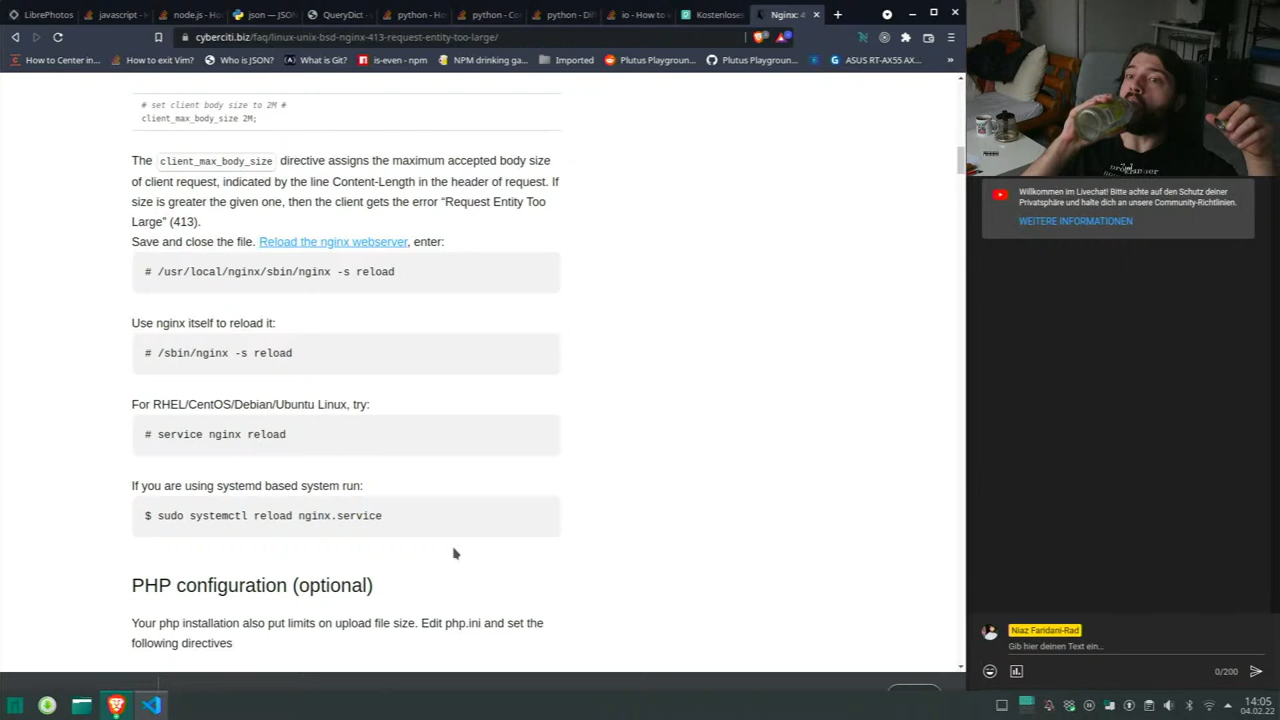 LibrePhotos
javascript -
node.js - Ho
json — JSO
QueryDict -
python - Ho
python - Co
python - Dif
io - How to
Kostenloses
Nginx: 4
cyberciti.biz/faq/linux-unix-bsd-nginx-413-request-entity-too-large/
How to Center in...
How to exit Vim?
Who is JSON?
What is Git?
is-even - npm
NPM drinking ga...
Imported
Plutus Playgroun...
Plutus Playgroun...
ASUS RT-AX55 AX...
# set client body size to 2M #
client_max_body_size 2M;
The client_max_body_size directive assigns the maximum accepted body size
of client request, indicated by the line Content-Length in the header of request. If
size is greater the given one, then the client gets the error “Request Entity Too
Large” (413).
Save and close the file. Reload the nginx webserver, enter:
# /usr/local/nginx/sbin/nginx -s reload
Use nginx itself to reload it:
# /sbin/nginx -s reload
For RHEL/CentOS/Debian/Ubuntu Linux, try:
# service nginx reload
If you are using systemd based system run:
$ sudo systemctl reload nginx.service
PHP configuration (optional)
Your php installation also put limits on upload file size. Edit php.ini and set the
following directives
Willkommen im Livechat! Bitte achte auf den Schutz deiner
Privatsphäre und halte dich an unsere Community-Richtlinien.
WEITERE INFORMATIONEN
Niaz Faridani-Rad
Gib hier deinen Text ein...
0/200
14:05
04.02.22